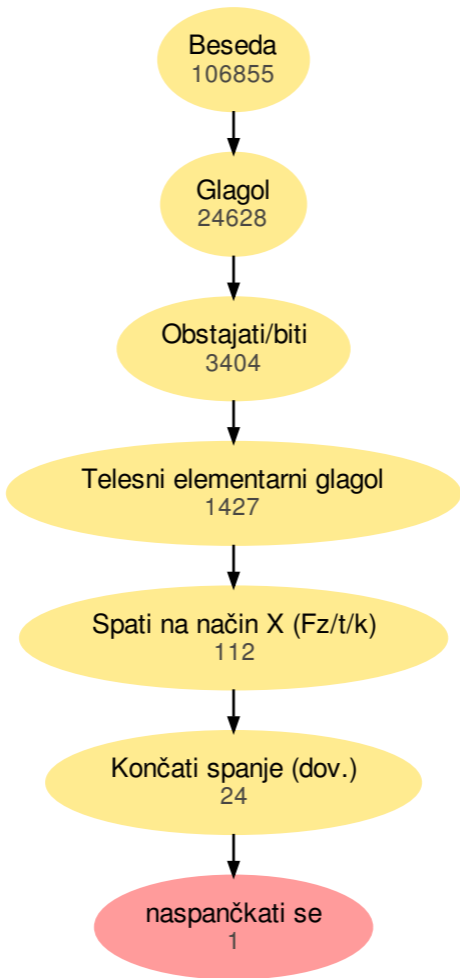 Beseda
106855
Glagol
24628
Obstajati/biti
3404
Telesni elementarni glagol
1427
Spati na način X (Fz/t/k)
112
Končati spanje (dov.)
24
naspančkati se
1